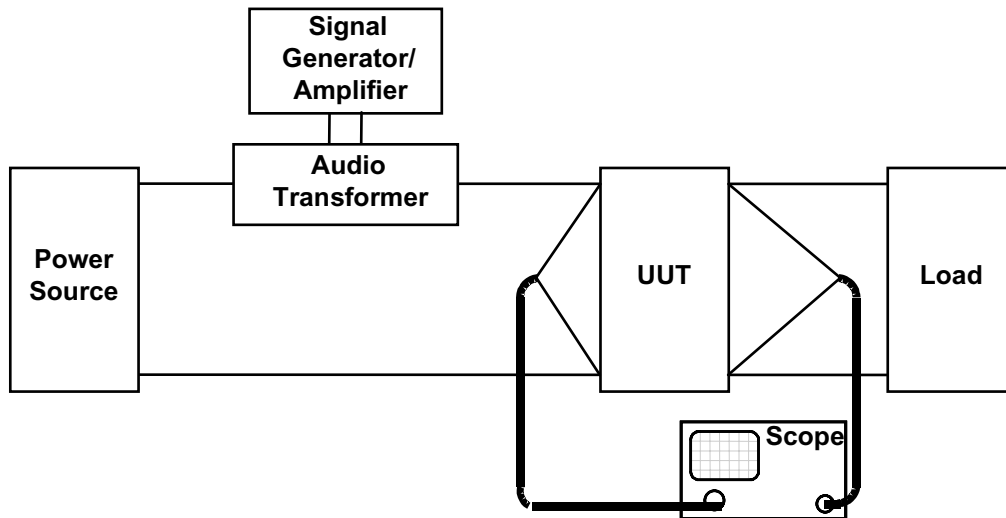 Signal
Generator/
Amplifier
Audio
Transformer
Power
Source
UUT
Load
Scope